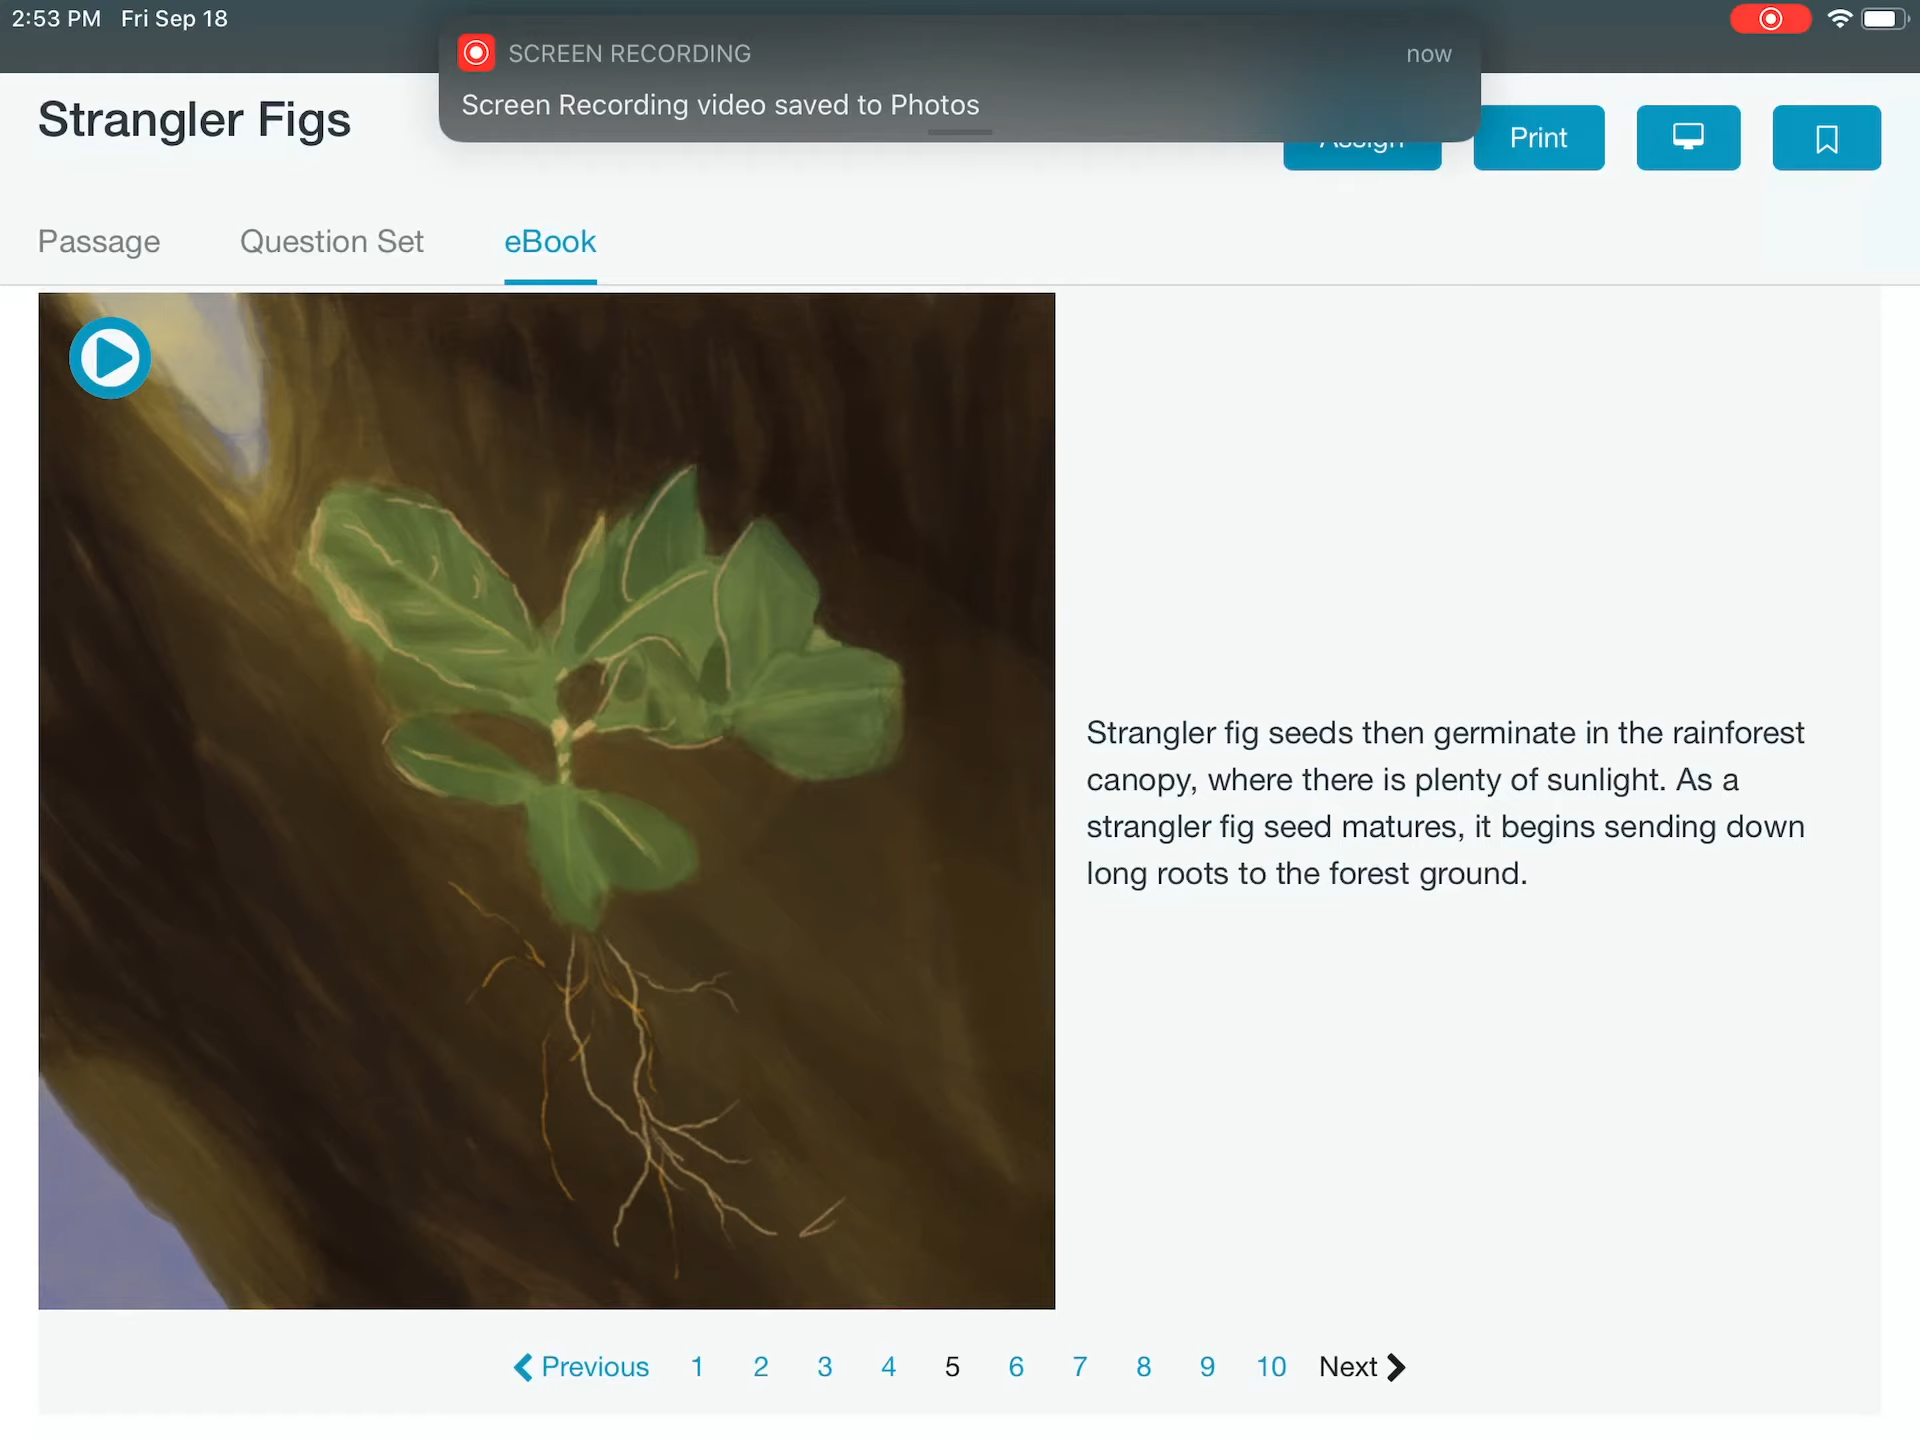 2:53 PM Fri Sep 18
SCREEN RECORDING now
Screen Recording video saved to Photos
Strangler Figs
Assign Print
Passage Question Set eBook
Strangler fig seeds then germinate in the rainforest
canopy, where there is plenty of sunlight. As a
strangler fig seed matures, it begins sending down
long roots to the forest ground.
Previous 1 2 3 4 5 6 7 8 9 10 Next